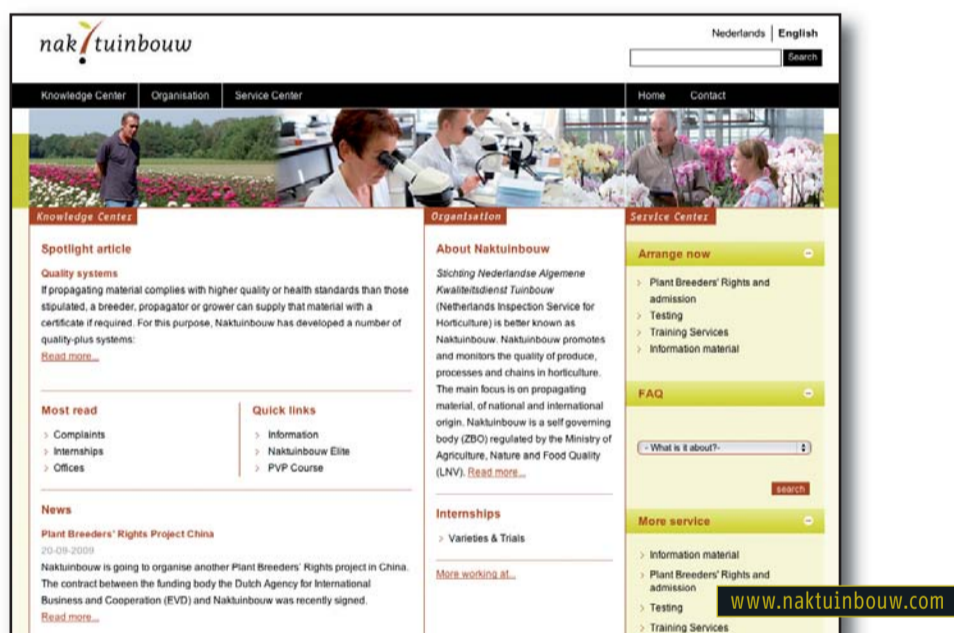 nak tuinbouw
Nederlands | English
Search
Knowledge Center
Organisation
Service Center
Home
Contact
Knowledge Center
Spotlight article
Quality systems
If propagating material complies with higher quality or health standards than those
stipulated, a breeder, propagator or grower can supply that material with a
certificate if required. For this purpose, Naktuinbouw has developed a number of
quality-plus systems:
Read more...
Most read
> Complaints
> Internships
> Offices
Quick links
> Information
> Naktuinbouw Elite
> PVP Course
News
Plant Breeders' Rights Project China
20-09-2009
Naktuinbouw is going to organise another Plant Breeders' Rights project in China.
The contract between the funding body the Dutch Agency for International
Business and Cooperation (EVD) and Naktuinbouw was recently signed.
Read more...
Organisation
About Naktuinbouw
Stichting Nederlandse Algemene
Kwaliteitsdienst Tuinbouw
(Netherlands Inspection Service for
Horticulture) is better known as
Naktuinbouw. Naktuinbouw promotes
and monitors the quality of produce,
processes and chains in horticulture.
The main focus is on propagating
material, of national and international
origin. Naktuinbouw is a self governing
body (ZBO) regulated by the Ministry of
Agriculture, Nature and Food Quality
(LNV). Read more...
Internships
> Varieties & Trials
More working at...
Service Center
Arrange now
> Plant Breeders' Rights and
admission
> Testing
> Training Services
> Information material
FAQ
- What is it about?-
search
More service
> Information material
> Plant Breeders' Rights and
admission
> Testing
> Training Services
www.naktuinbouw.com